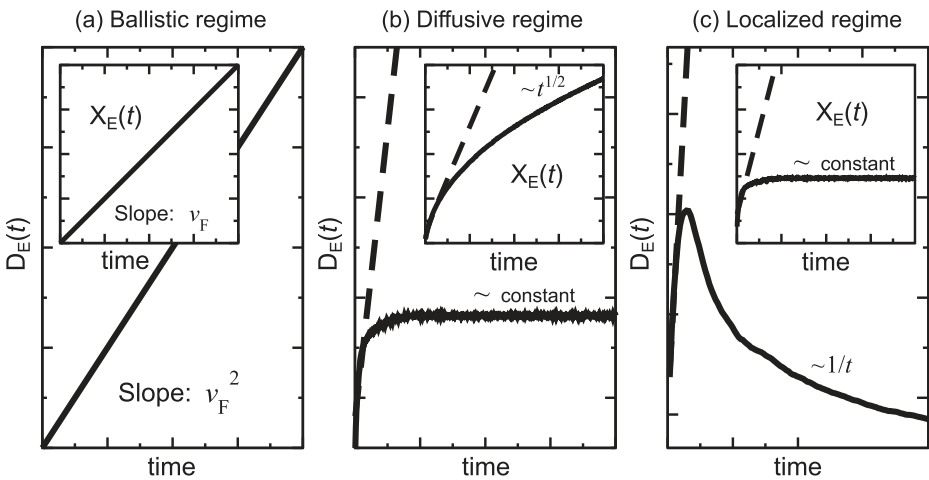 (a) Ballistic regime
D_E(t)
X_E(t)
Slope: v_F
time
Slope: v_F^2
time
(b) Diffusive regime
D_E(t)
~t^1/2
X_E(t)
time
~ constant
time
(c) Localized regime
D_E(t)
X_E(t)
~ constant
time
~1/t
time